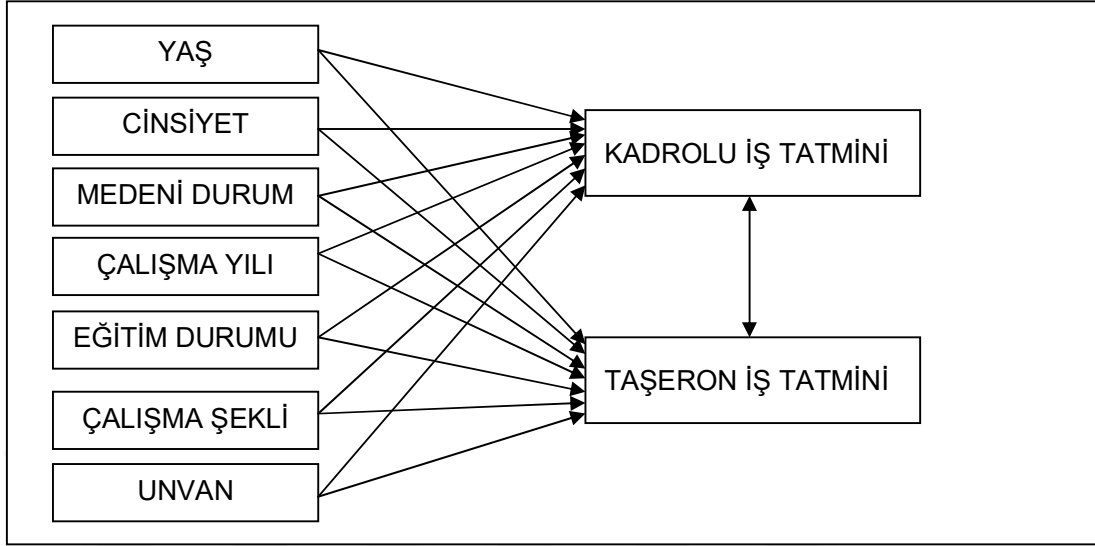 YAŞ
CİNSİYET
MEDENİ DURUM
ÇALIŞMA YILI
EĞİTİM DURUMU
ÇALIŞMA ŞEKLİ
UNVAN
KADROLU İŞ TATMİNİ
TAŞERON İŞ TATMİNİ